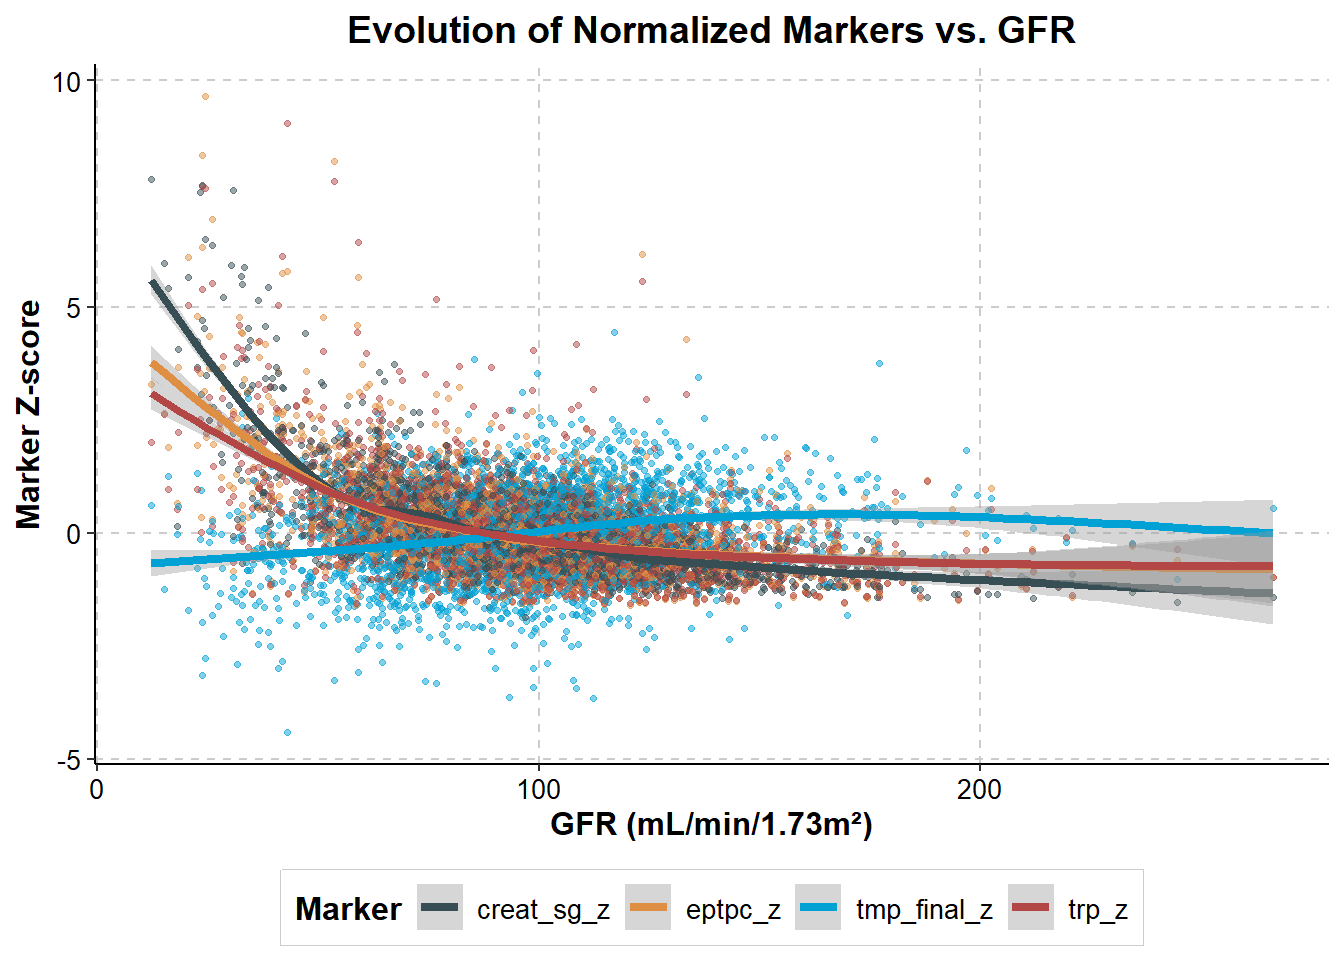 Evolution of Normalized Markers vs. GFR
Marker Z-score
10
5
0
-5
0
100
200
GFR (mL/min/1.73m²)
Marker
creat_sg_z
eptpc_z
tmp_final_z
trp_z